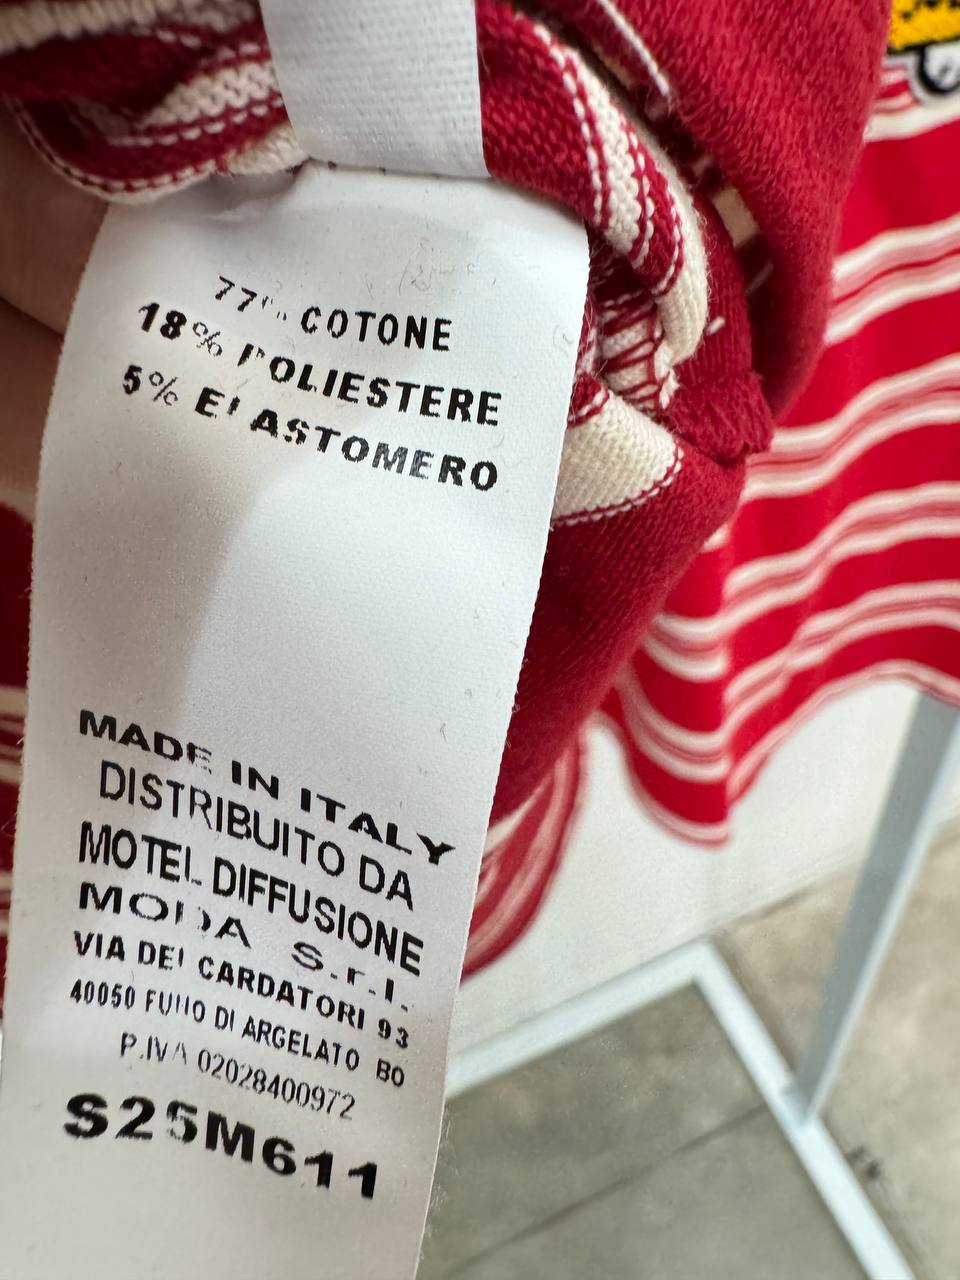 77% COTONE
18% POLIESTERE
5% ELASTOMERO
MADE IN ITALY
DISTRIBUITO DA
MOTEL DIFFUSIONE
MODA S.r.l.
VIA DEI CARDATORI 93
40050 FUNO DI ARGELATO BO
P.IVA 02028400972
S25M611